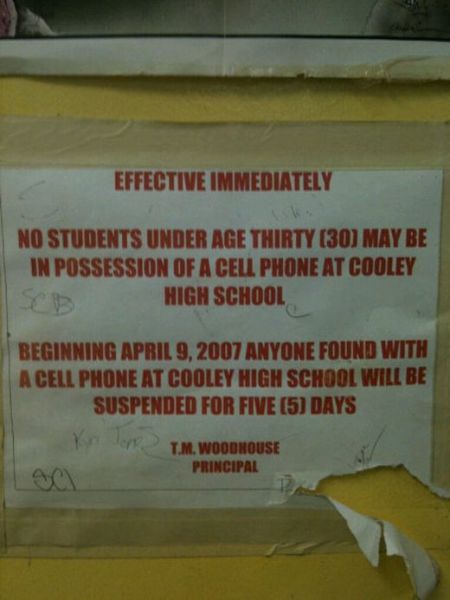 EFFECTIVE IMMEDIATELY
NO STUDENTS UNDER AGE THIRTY (30) MAY BE
IN POSSESSION OF A CELL PHONE AT COOLEY
HIGH SCHOOL
SCB
BEGINNING APRIL 9, 2007 ANYONE FOUND WITH
A CELL PHONE AT COOLEY HIGH SCHOOL WILL BE
SUSPENDED FOR FIVE (5) DAYS
T.M. WOODHOUSE
PRINCIPAL